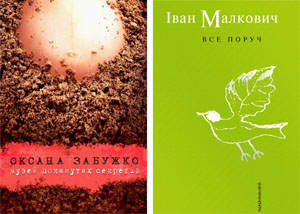 ОКСАНА ЗАБУЖКО
музей покинутих секретів
Іван Малкович
ВСЕ ПОРУЧ